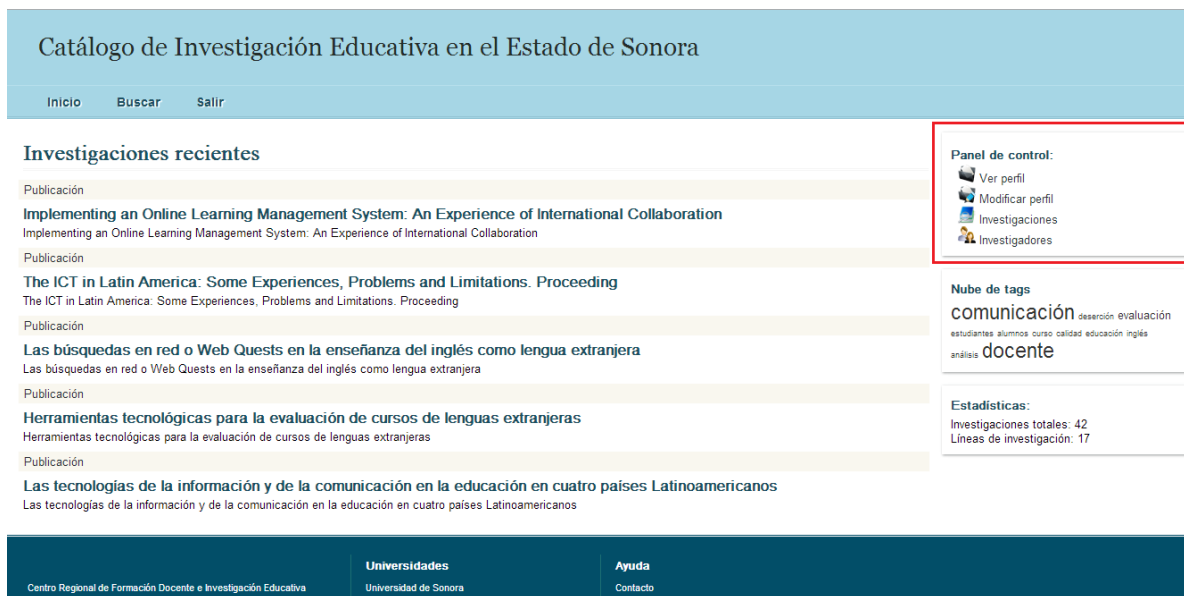 Catálogo de Investigación Educativa en el Estado de Sonora
Inicio Buscar Salir
Investigaciones recientes
Publicación
Implementing an Online Learning Management System: An Experience of International Collaboration
Implementing an Online Learning Management System: An Experience of International Collaboration
Publicación
The ICT in Latin America: Some Experiences, Problems and Limitations. Proceeding
The ICT in Latin America: Some Experiences, Problems and Limitations. Proceeding
Publicación
Las búsquedas en red o Web Quests en la enseñanza del inglés como lengua extranjera
Las búsquedas en red o Web Quests en la enseñanza del inglés como lengua extranjera
Publicación
Herramientas tecnológicas para la evaluación de cursos de lenguas extranjeras
Herramientas tecnológicas para la evaluación de cursos de lenguas extranjeras
Publicación
Las tecnologías de la información y de la comunicación en la educación en cuatro países Latinoamericanos
Las tecnologías de la información y de la comunicación en la educación en cuatro países Latinoamericanos
Panel de control:
Ver perfil
Modificar perfil
Investigaciones
Investigadores
Nube de tags
comunicación deserción evaluación
estudiantes alumnos curso calidad educación inglés
análisis docente
Estadísticas:
Investigaciones totales: 42
Líneas de investigación: 17
Centro Regional de Formación Docente e Investigación Educativa
Universidades
Universidad de Sonora
Ayuda
Contacto